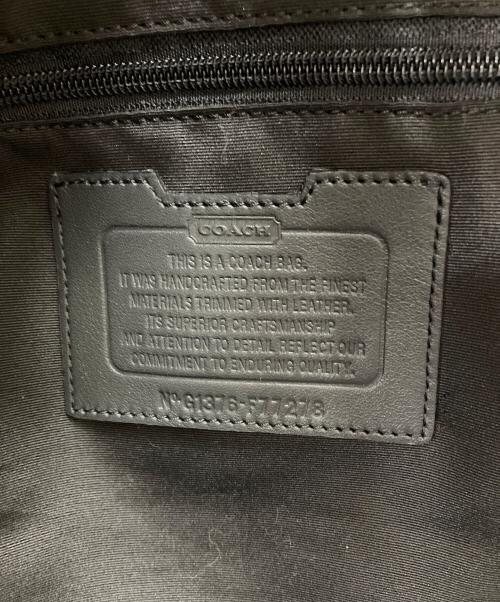 COACH
THIS IS A COACH BAG.
IT WAS HANDCRAFTED FROM THE FINEST
MATERIALS TRIMMED WITH LEATHER.
ITS SUPERIOR CRAFTSMANSHIP
AND ATTENTION TO DETAIL REFLECT OUR
COMMITMENT TO ENDURING QUALITY.
Nº G1376-F77278